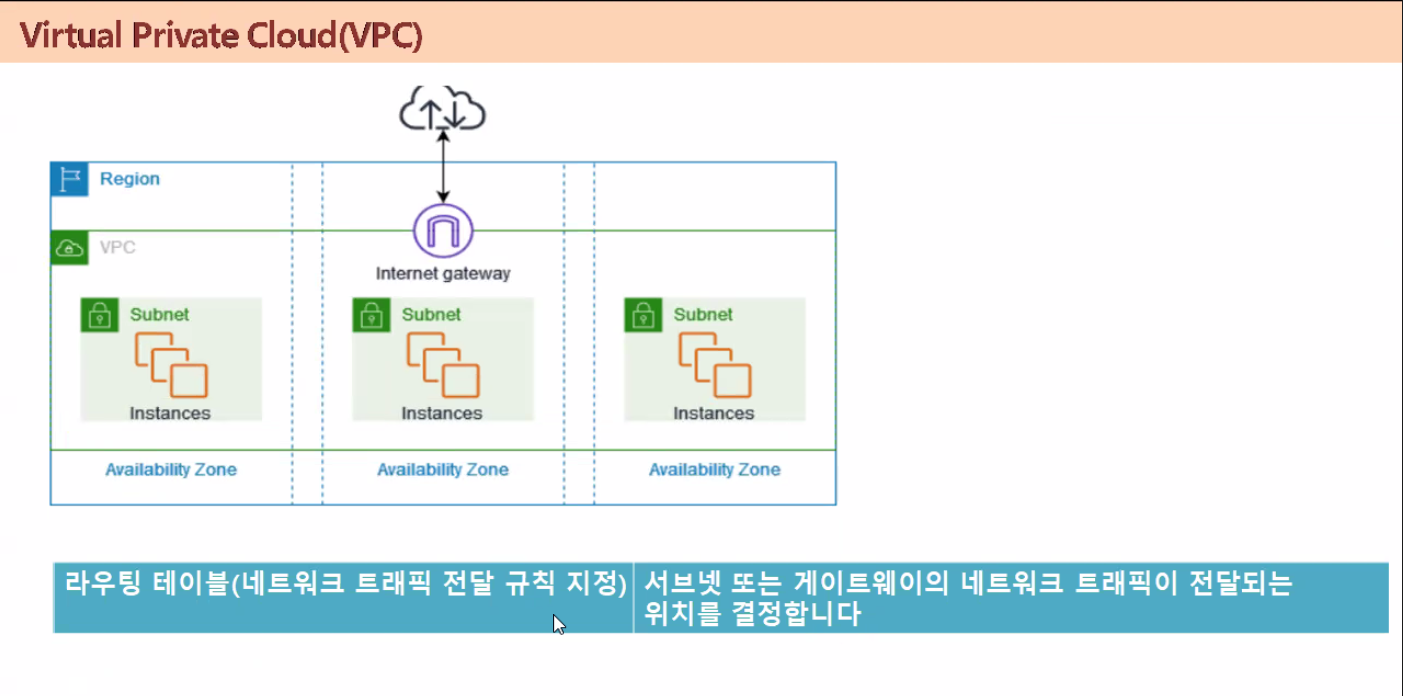 Virtual Private Cloud(VPC)
Region
VPC
Internet gateway
Subnet
Subnet
Subnet
Instances
Instances
Instances
Availability Zone
Availability Zone
Availability Zone
라우팅 테이블(네트워크 트래픽 전달 규칙 지정)
서브넷 또는 게이트웨이의 네트워크 트래픽이 전달되는
위치를 결정합니다